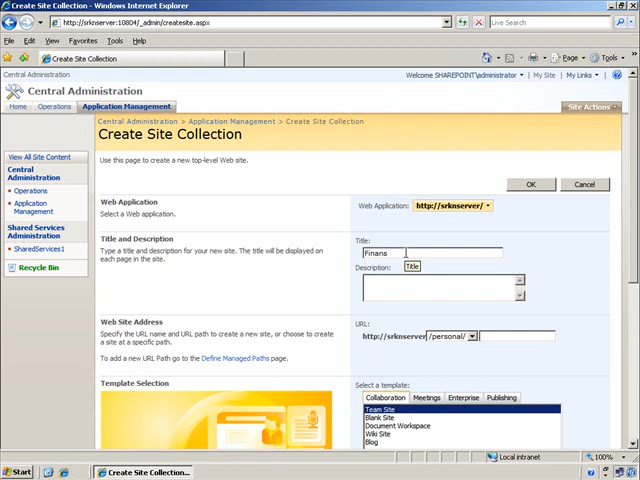 Create Site Collection - Windows Internet Explorer
http://srknserver:10804/_admin/createsite.aspx
Live Search
File Edit View Favorites Tools Help
Create Site Collection
Page Tools
Central Administration
Welcome SHAREPOINT\administrator My Site My Links
Central Administration
Home Operations Application Management
Site Actions
Central Administration > Application Management > Create Site Collection
Create Site Collection
View All Site Content
Central
Administration
Operations
Application
Management
Shared Services
Administration
SharedServices1
Recycle Bin
Use this page to create a new top-level Web site.
OK Cancel
Web Application
Select a Web application.
Web Application: http://srknserver/
Title and Description
Type a title and description for your new site. The title will be displayed
on each page in the site.
Title:
Finans
Title
Description:
Web Site Address
Specify the URL name and URL path to create a new site, or choose to create
a site at a specific path.
To add a new URL Path go to the Define Managed Paths page.
URL:
http://srknserver /personal/
Template Selection
Select a template:
Collaboration Meetings Enterprise Publishing
Team Site
Blank Site
Document Workspace
Wiki Site
Blog
Local intranet
100%
Start
Create Site Collection...